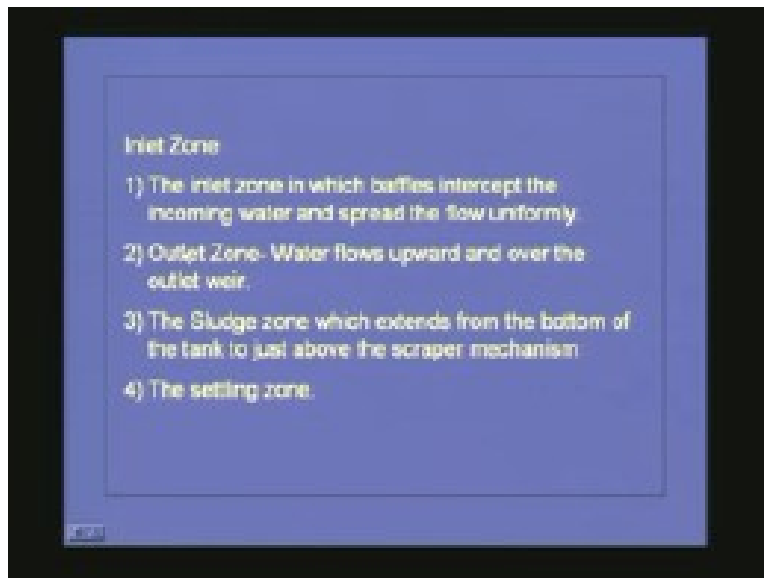 Inlet Zone
1) The inlet zone in which baffles intercept the
incoming water and spread the flow uniformly.
2) Outlet Zone- Water flows upward and over the
outlet weir.
3) The Sludge zone which extends from the bottom of
the tank to just above the scraper mechanism
4) The settling zone.